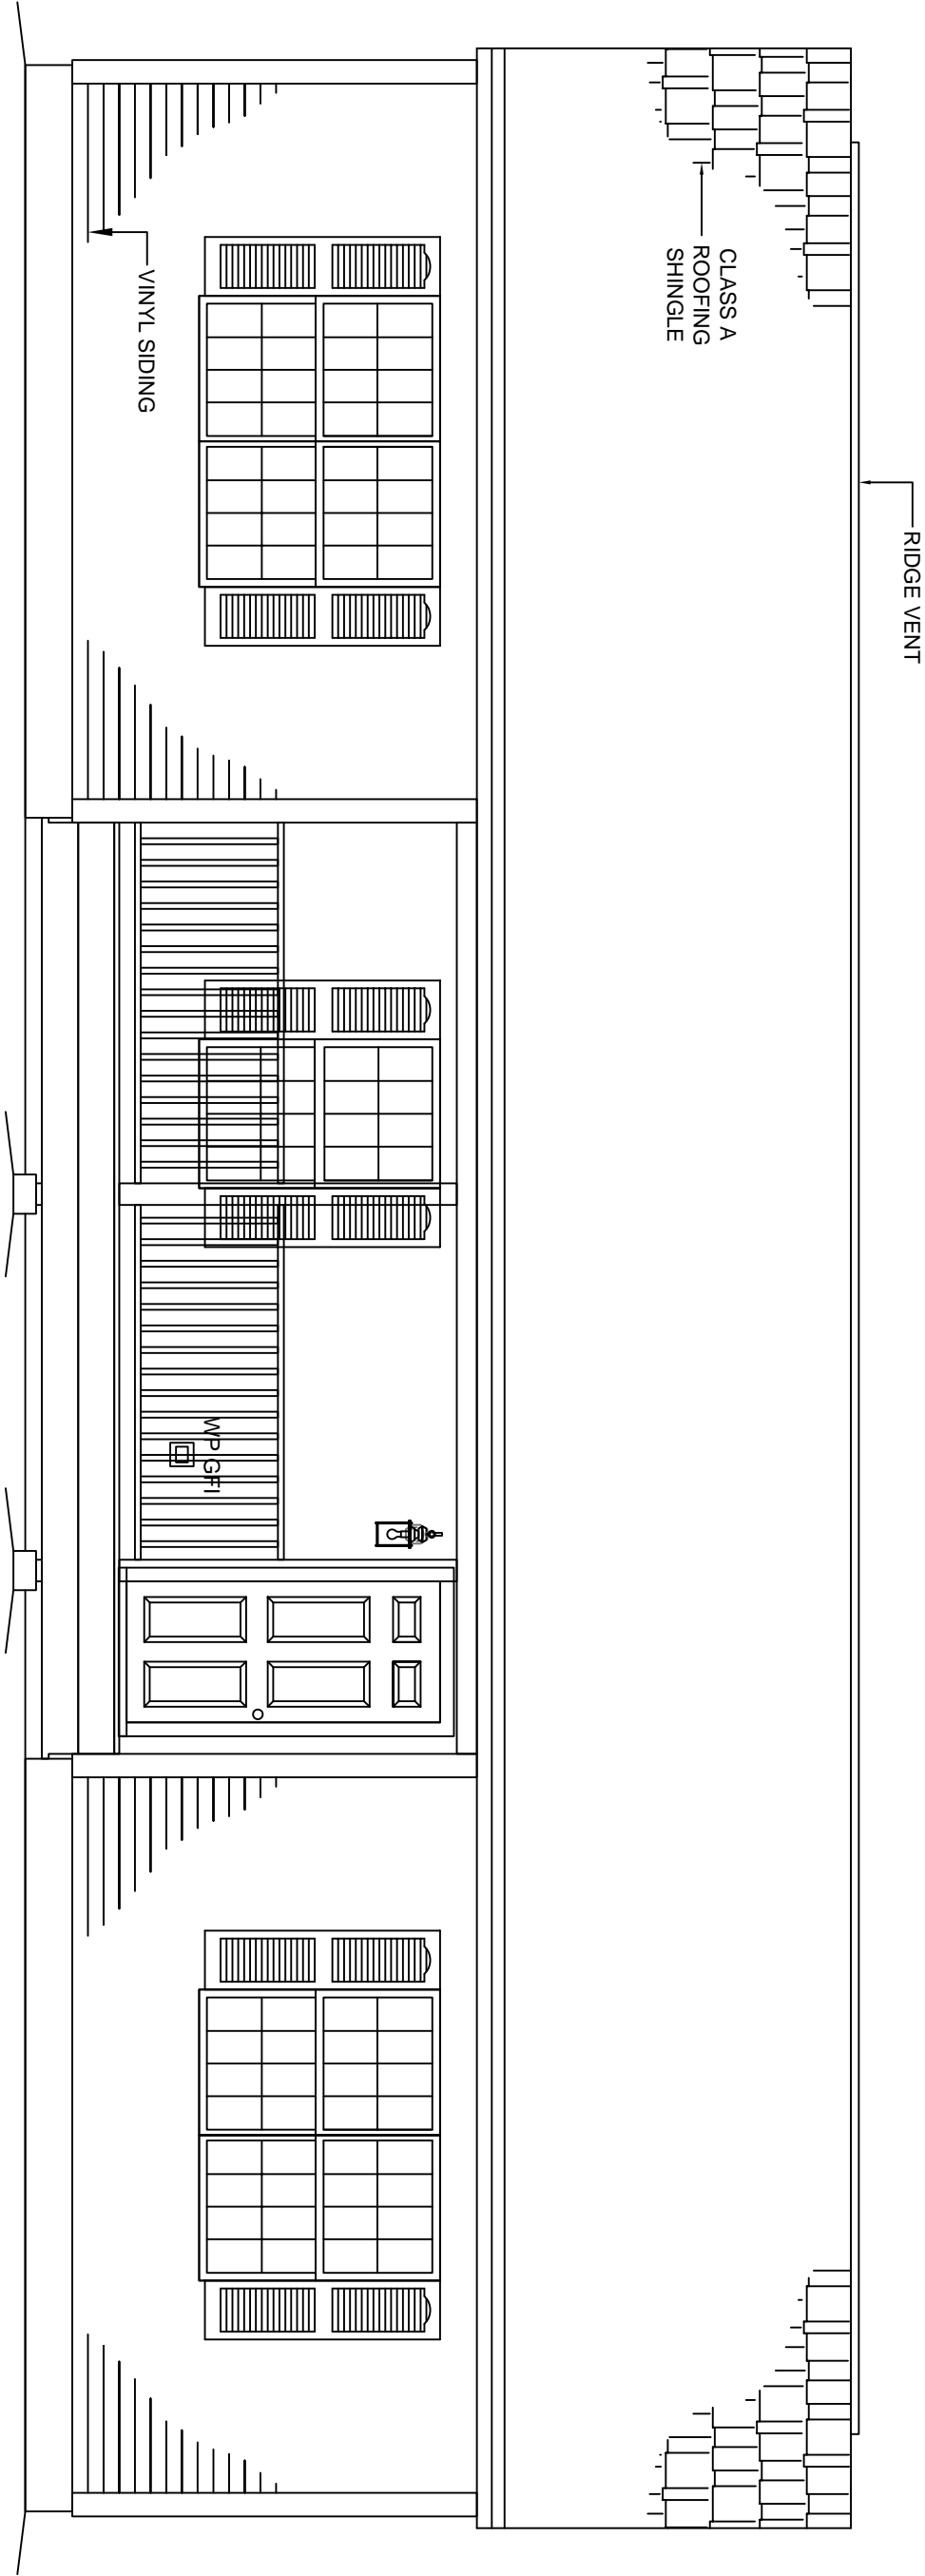 RIDGE VENT
CLASS A
ROOFING
SHINGLE
VINYL SIDING
WP GFI